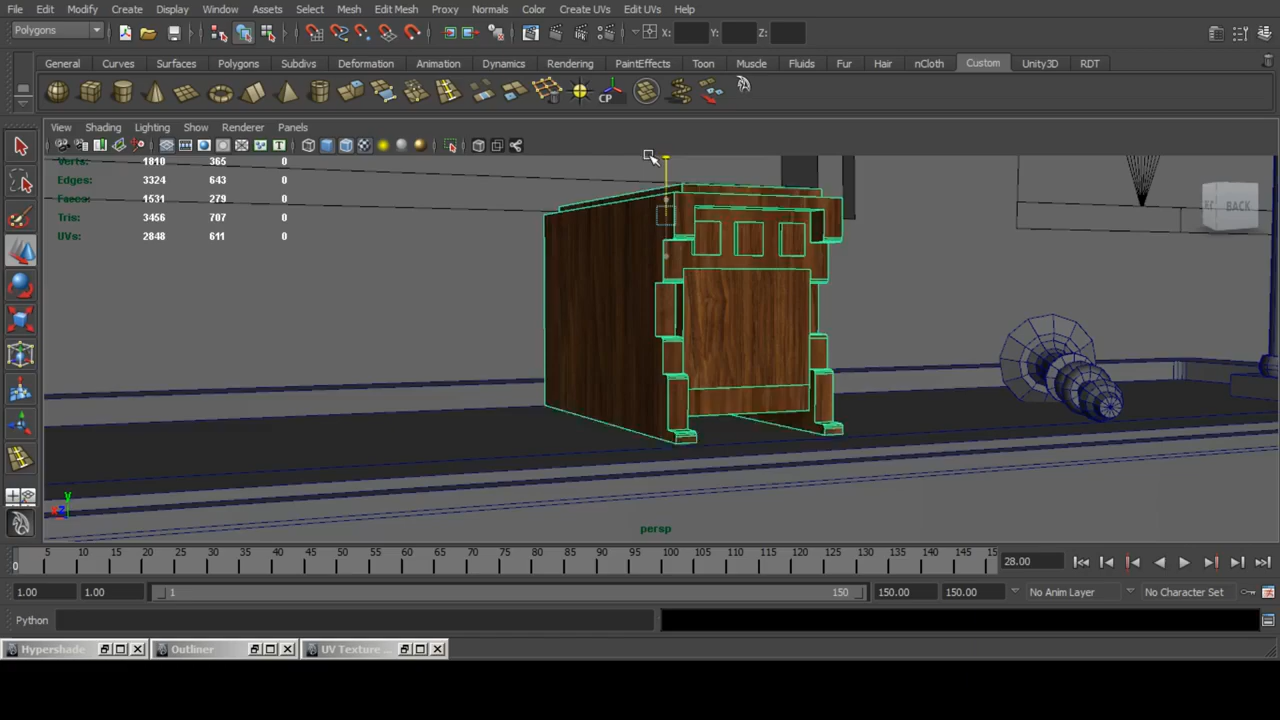 File Edit Modify Create Display Window Assets Select Mesh Edit Mesh Proxy Normals Color Create UVs Edit UVs Help
Polygons X: Y: Z:
General Curves Surfaces Polygons Subdivs Deformation Animation Dynamics Rendering PaintEffects Toon Muscle Fluids Fur Hair nCloth Custom Unity3D RDT
CP
View Shading Lighting Show Renderer Panels
Verts: 1810 365 0
Edges: 3324 643 0
Faces: 1531 279 0
Tris: 3456 707 0
UVs: 2848 611 0
BACK
y
z
persp
5 10 15 20 25 30 35 40 45 50 55 60 65 70 75 80 85 90 95 100 105 110 115 120 125 130 135 140 145 15
0
28.00
1.00 1.00 1 150 150.00 150.00 No Anim Layer No Character Set
Python
Hypershade Outliner UV Texture ...